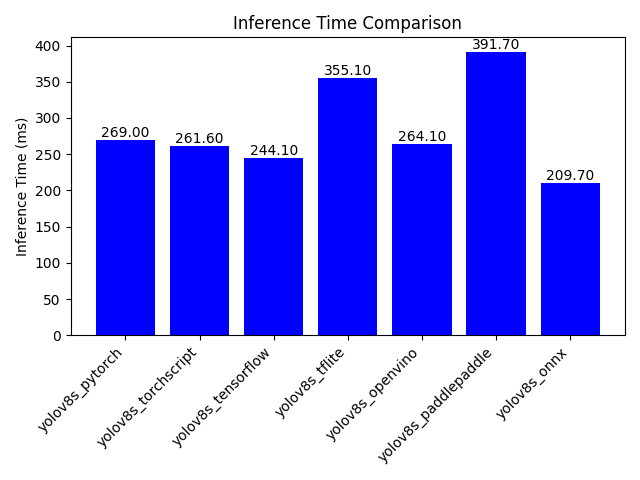 Inference Time Comparison
Inference Time (ms)
400
350
300
250
200
150
100
50
0
269.00
261.60
244.10
355.10
264.10
391.70
209.70
yolov8s_pytorch
yolov8s_torchscript
yolov8s_tensorflow
yolov8s_tflite
yolov8s_openvino
yolov8s_paddlepaddle
yolov8s_onnx